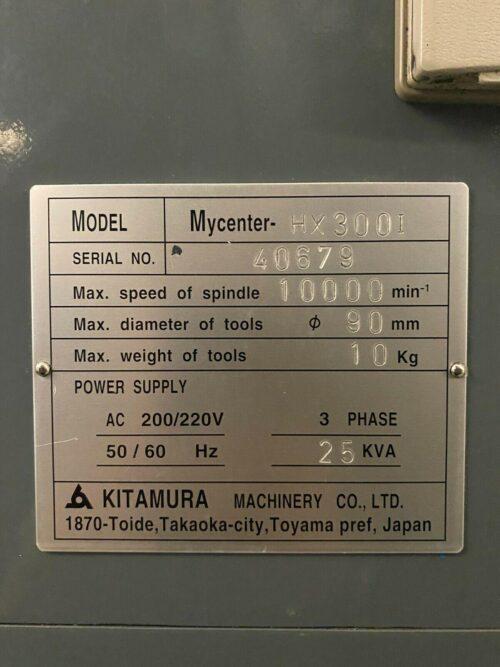 MODEL Mycenter- HX300I
SERIAL NO. 40679
Max. speed of spindle 10000 min-1
Max. diameter of tools φ 90 mm
Max. weight of tools 10 Kg
POWER SUPPLY
AC 200/220V 3 PHASE
50/60 Hz 25 KVA
KITAMURA MACHINERY CO., LTD.
1870-Toide,Takaoka-city,Toyama pref, Japan